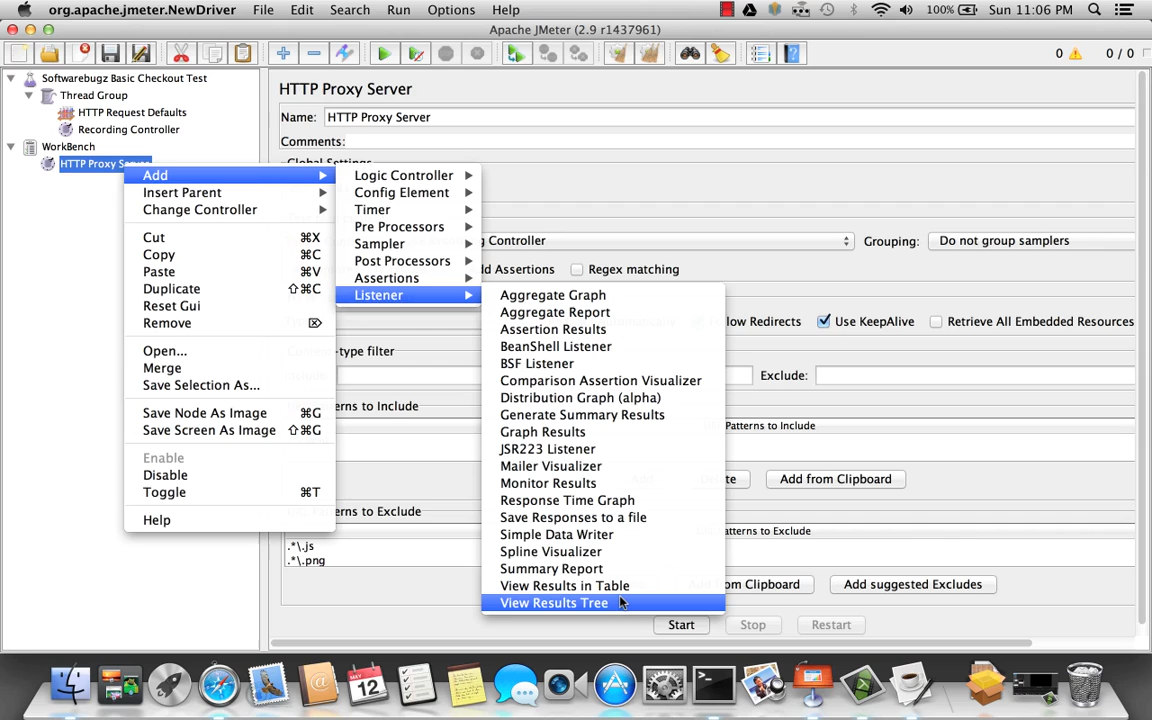 org.apache.jmeter.NewDriver File Edit Search Run Options Help 100% Sun 11:06 PM
Apache JMeter (2.9 r1437961)
0 0 / 0
Softwarebugz Basic Checkout Test
Thread Group
HTTP Request Defaults
Recording Controller
WorkBench
HTTP Proxy
HTTP Proxy Server
Name: HTTP Proxy Server
Comments:
Global Settings
Add
Insert Parent
Change Controller
Cut ⌘X
Copy ⌘C
Paste ⌘V
Duplicate ⇧⌘C
Reset Gui
Remove ⌦
Open...
Merge
Save Selection As...
Save Node As Image ⌘G
Save Screen As Image ⇧⌘G
Enable
Disable
Toggle ⌘T
Help
Logic Controller
Config Element
Timer
Pre Processors
Sampler
Post Processors
Assertions
Listener
Aggregate Graph
Aggregate Report
Assertion Results
BeanShell Listener
BSF Listener
Comparison Assertion Visualizer
Distribution Graph (alpha)
Generate Summary Results
Graph Results
JSR223 Listener
Mailer Visualizer
Monitor Results
Response Time Graph
Save Responses to a file
Simple Data Writer
Spline Visualizer
Summary Report
View Results in Table
View Results Tree
Controller Grouping: Do not group samplers
d Assertions Regex matching
Redirects Use KeepAlive Retrieve All Embedded Resources
-type filter
Exclude:
tterns to Include Patterns to Include
Add from Clipboard
tterns to Exclude Patterns to Exclude
.*\.js
.*\.png
from Clipboard Add suggested Excludes
Start Stop Restart
MAY
12